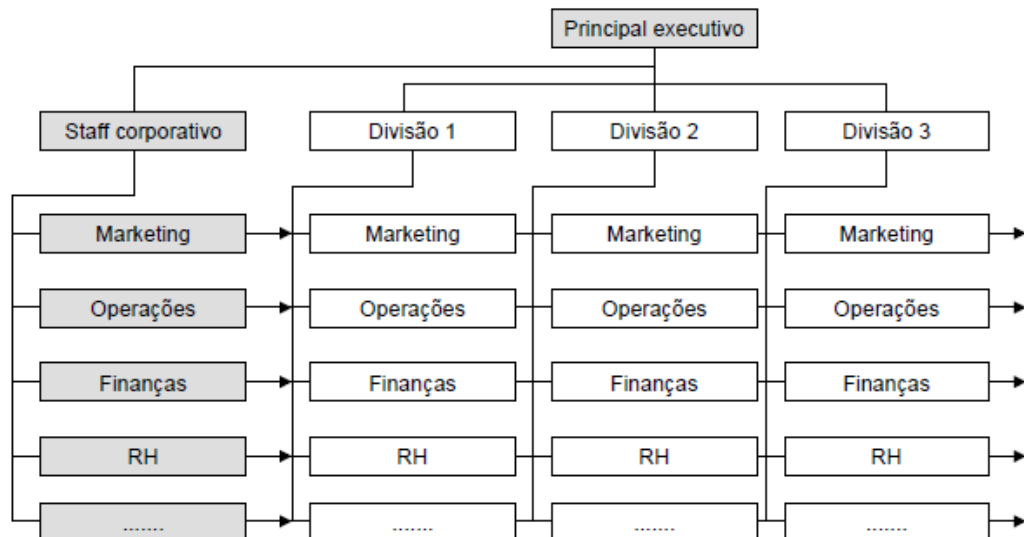 Principal executivo
Staff corporativo
Divisão 1
Divisão 2
Divisão 3
Marketing
Marketing
Marketing
Marketing
Operações
Operações
Operações
Operações
Finanças
Finanças
Finanças
Finanças
RH
RH
RH
RH
.......
.......
.......
.......